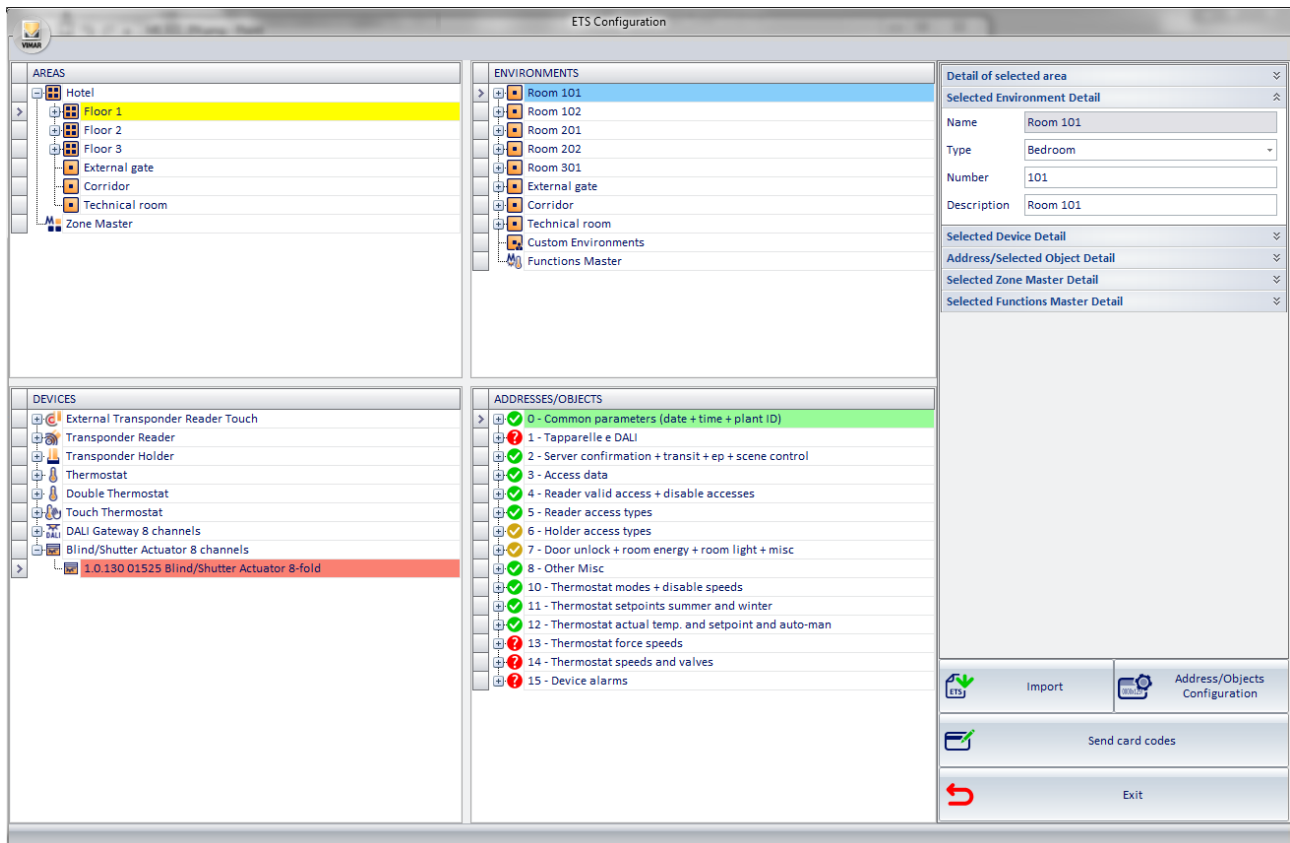 ETS Configuration
VIMAR
AREAS
Hotel
Floor 1
Floor 2
Floor 3
External gate
Corridor
Technical room
Zone Master
ENVIRONMENTS
Room 101
Room 102
Room 201
Room 202
Room 301
External gate
Corridor
Technical room
Custom Environments
Functions Master
Detail of selected area
Selected Environment Detail
Name Room 101
Type Bedroom
Number 101
Description Room 101
Selected Device Detail
Address/Selected Object Detail
Selected Zone Master Detail
Selected Functions Master Detail
DEVICES
External Transponder Reader Touch
Transponder Reader
Transponder Holder
Thermostat
Double Thermostat
Touch Thermostat
DALI DALI Gateway 8 channels
Blind/Shutter Actuator 8 channels
1.0.130 01525 Blind/Shutter Actuator 8-fold
ADDRESSES/OBJECTS
0 - Common parameters (date + time + plant ID)
1 - Tapparelle e DALI
2 - Server confirmation + transit + ep + scene control
3 - Access data
4 - Reader valid access + disable accesses
5 - Reader access types
6 - Holder access types
7 - Door unlock + room energy + room light + misc
8 - Other Misc
10 - Thermostat modes + disable speeds
11 - Thermostat setpoints summer and winter
12 - Thermostat actual temp. and setpoint and auto-man
13 - Thermostat force speeds
14 - Thermostat speeds and valves
15 - Device alarms
ETS Import
Address/Objects
Configuration
Send card codes
Exit